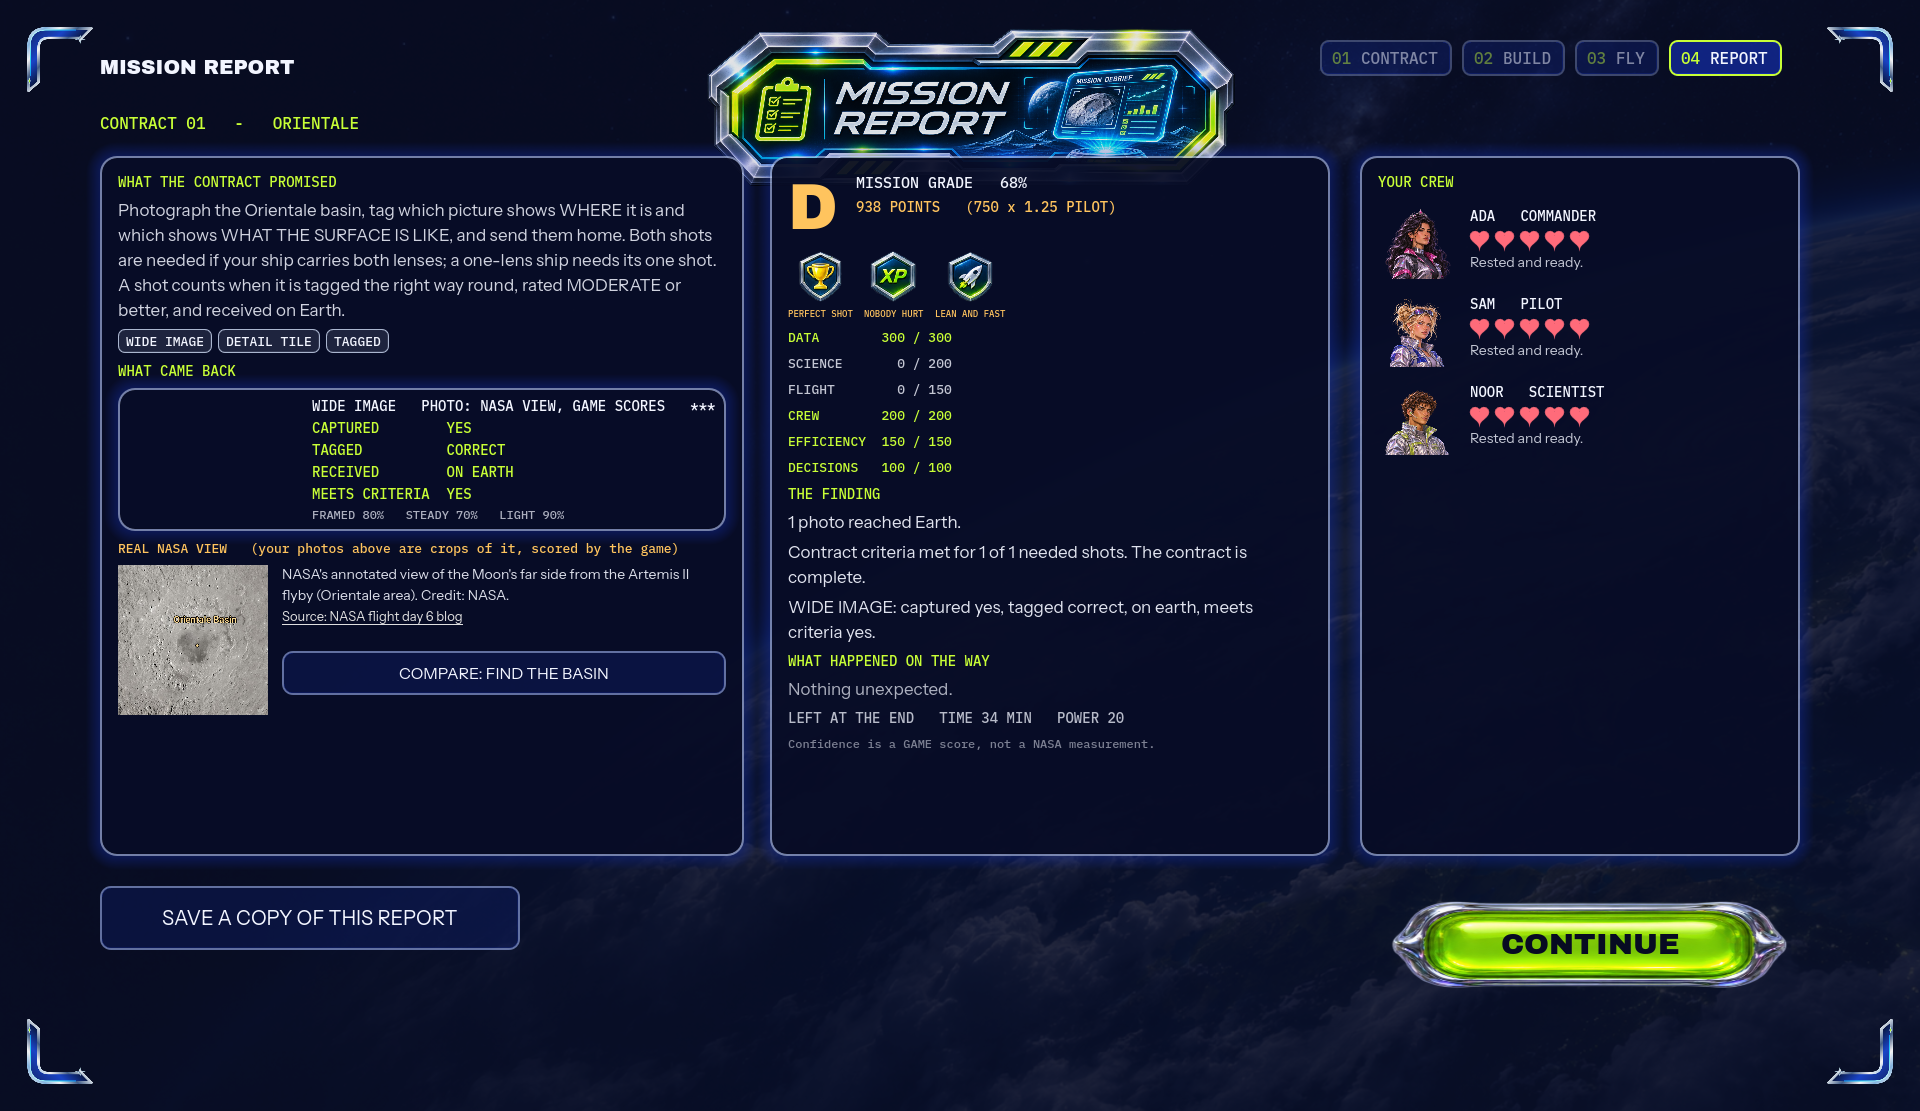 MISSION REPORT
MISSION
REPORT
MISSION DEBRIEF
01 CONTRACT
02 BUILD
03 FLY
04 REPORT
CONTRACT 01 - ORIENTALE
WHAT THE CONTRACT PROMISED
Photograph the Orientale basin, tag which picture shows WHERE it is and
which shows WHAT THE SURFACE IS LIKE, and send them home. Both shots
are needed if your ship carries both lenses; a one-lens ship needs its one shot.
A shot counts when it is tagged the right way round, rated MODERATE or
better, and received on Earth.
WIDE IMAGE
DETAIL TILE
TAGGED
WHAT CAME BACK
WIDE IMAGE PHOTO: NASA VIEW, GAME SCORES ***
CAPTURED YES
TAGGED CORRECT
RECEIVED ON EARTH
MEETS CRITERIA YES
FRAMED 80% STEADY 70% LIGHT 90%
REAL NASA VIEW (your photos above are crops of it, scored by the game)
Orientale Basin
NASA's annotated view of the Moon's far side from the Artemis II
flyby (Orientale area). Credit: NASA.
Source: NASA flight day 6 blog
COMPARE: FIND THE BASIN
D
MISSION GRADE 68%
938 POINTS (750 x 1.25 PILOT)
XP
PERFECT SHOT
NOBODY HURT
LEAN AND FAST
DATA 300 / 300
SCIENCE 0 / 200
FLIGHT 0 / 150
CREW 200 / 200
EFFICIENCY 150 / 150
DECISIONS 100 / 100
THE FINDING
1 photo reached Earth.
Contract criteria met for 1 of 1 needed shots. The contract is
complete.
WIDE IMAGE: captured yes, tagged correct, on earth, meets
criteria yes.
WHAT HAPPENED ON THE WAY
Nothing unexpected.
LEFT AT THE END TIME 34 MIN POWER 20
Confidence is a GAME score, not a NASA measurement.
YOUR CREW
ADA COMMANDER
Rested and ready.
SAM PILOT
Rested and ready.
NOOR SCIENTIST
Rested and ready.
SAVE A COPY OF THIS REPORT
CONTINUE